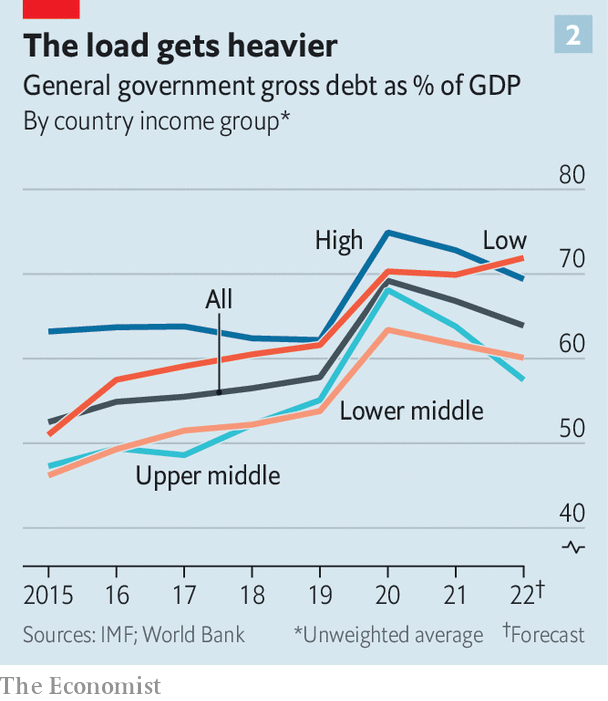 The load gets heavier
2
General government gross debt as % of GDP
By country income group*
80
High
Low
70
All
60
Lower middle
50
Upper middle
40
2015 16 17 18 19 20 21 22†
Sources: IMF; World Bank *Unweighted average †Forecast
The Economist